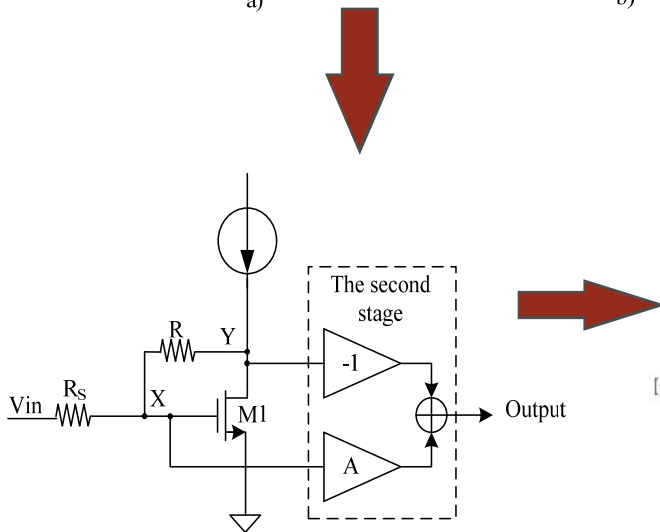 a)
b)
The second
stage
R
Y
-1
Vin
RS
X
M1
Output
A
[